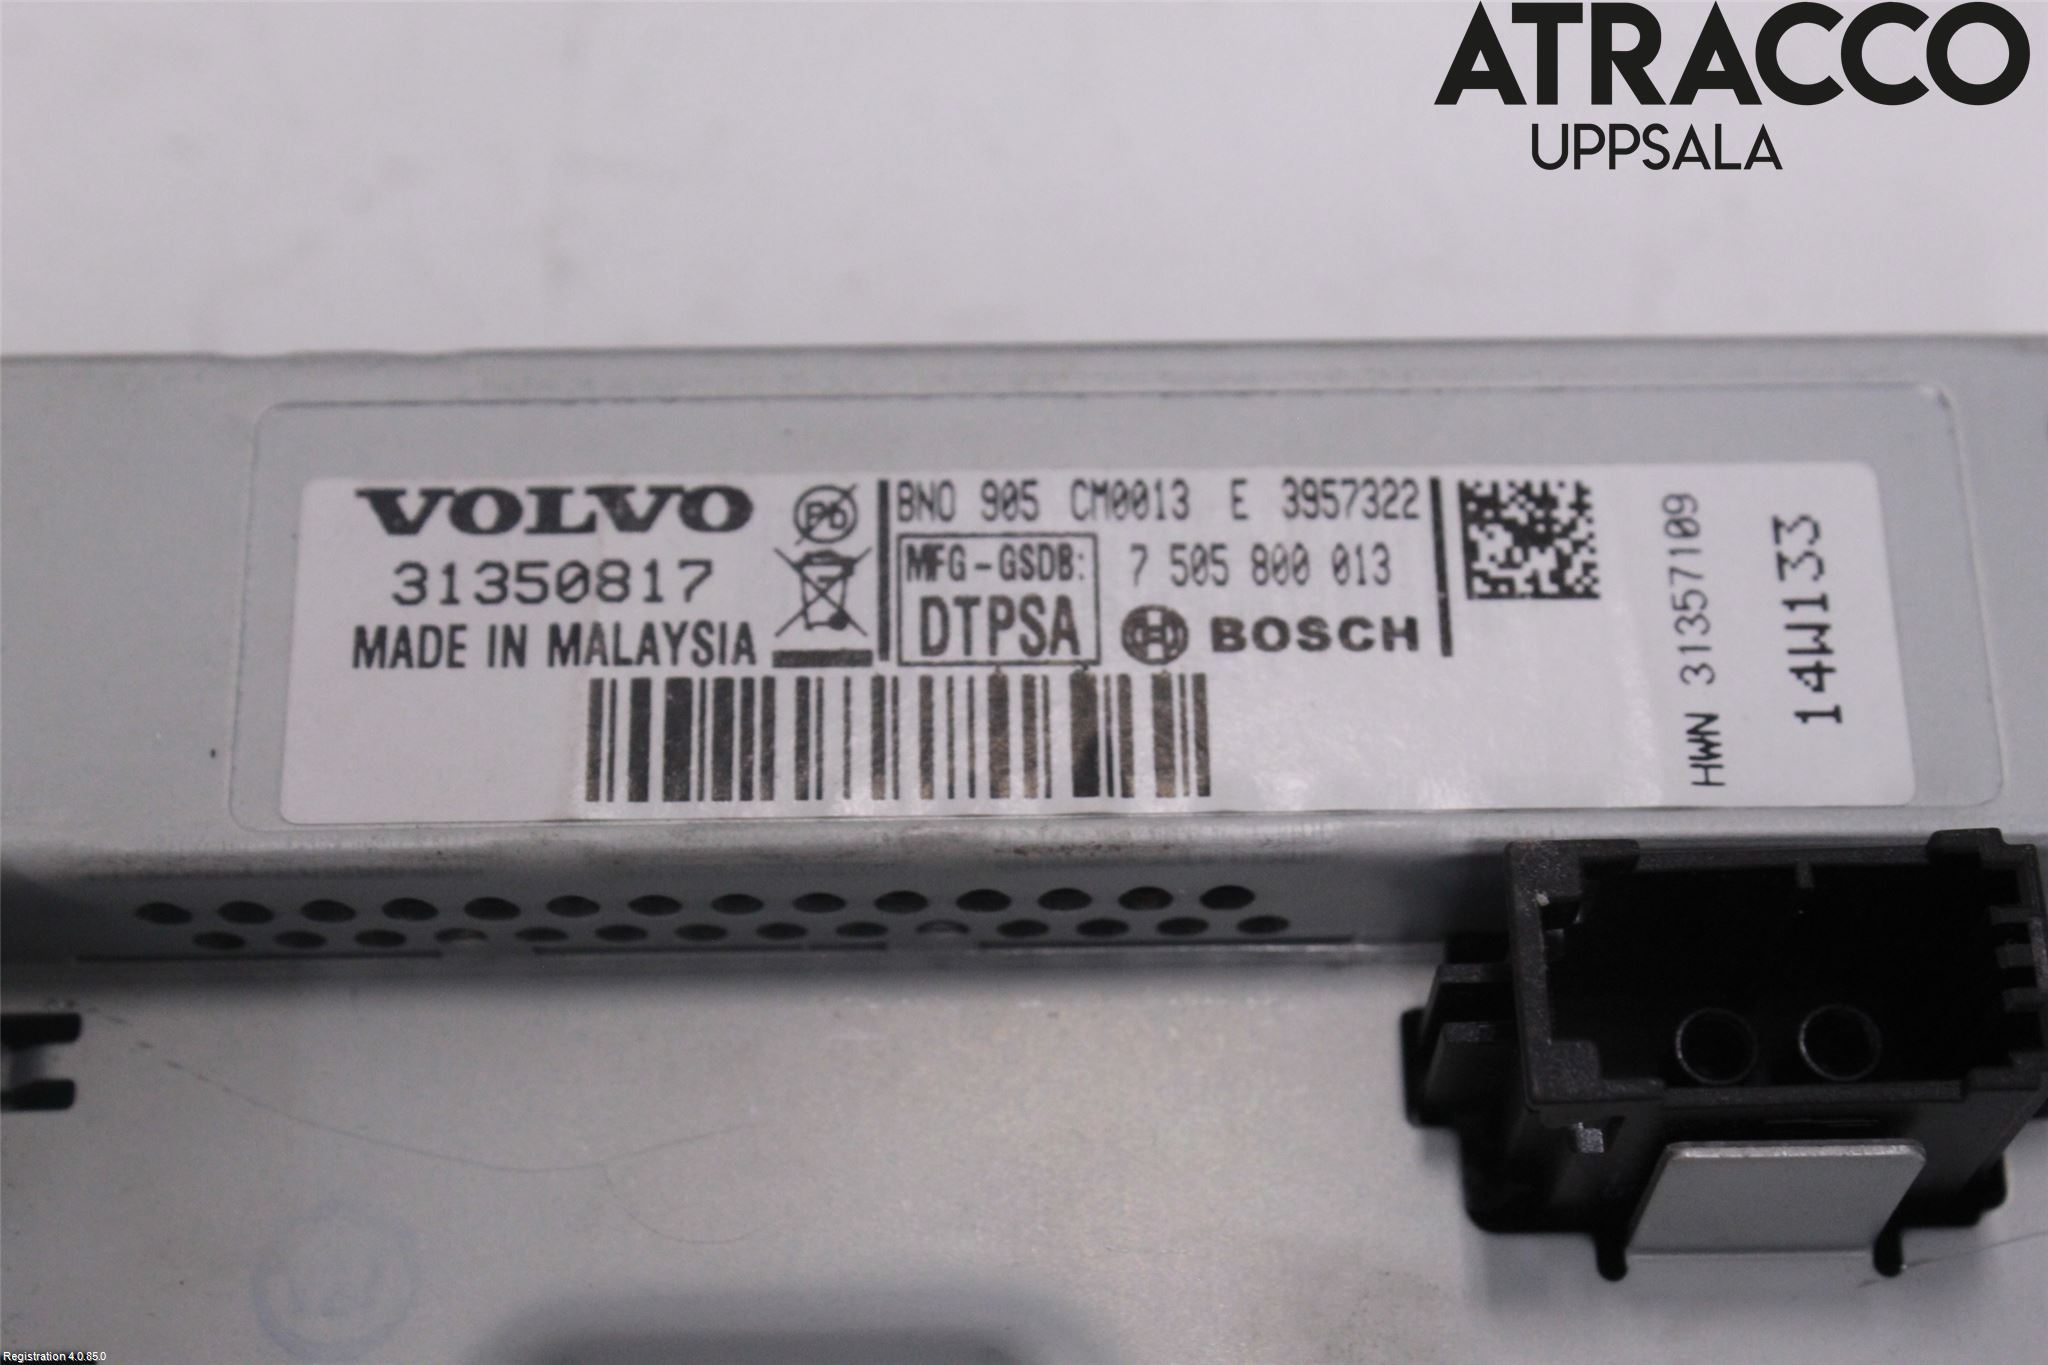 ATRACCO
UPPSALA
VOLVO
31350817
MADE IN MALAYSIA
Pb
BNO 905 CM0013 E 3957322
MFG-GSDB:
DTPSA
7 505 800 013
BOSCH
HWN 31357109
14W133
Registration 4.0.85.0